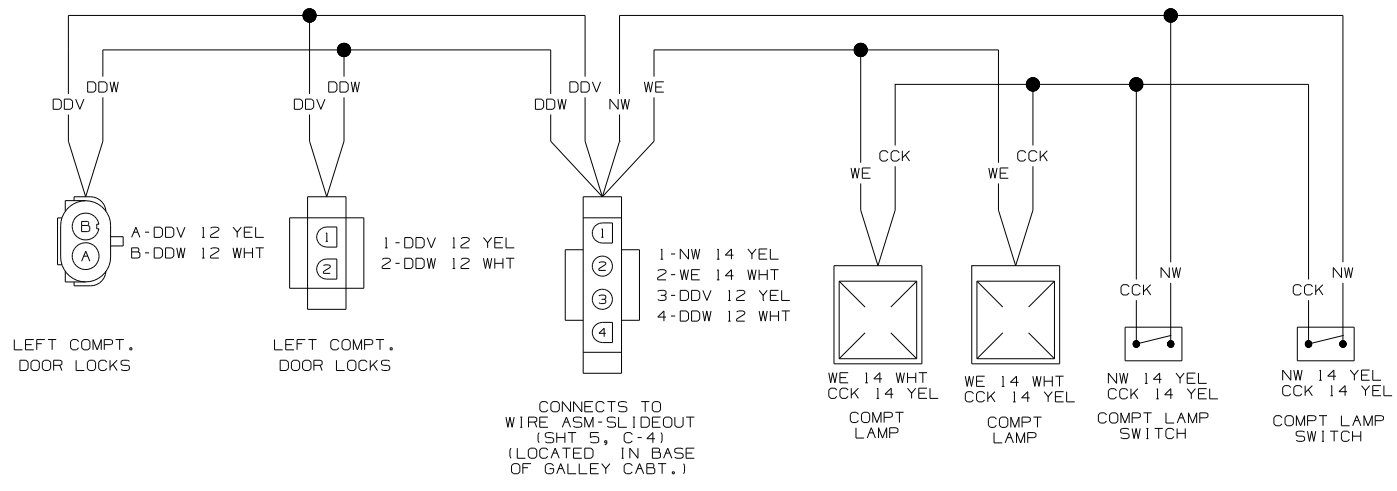 DDV
DDW
DDV
DDW
DDW
DDV
NW
WE
WE
CCK
WE
CCK
CCK
NW
CCK
NW
B
A
A-DDV 12 YEL
B-DDW 12 WHT
LEFT COMPT.
DOOR LOCKS
1
2
1-DDV 12 YEL
2-DDW 12 WHT
LEFT COMPT.
DOOR LOCKS
1
2
3
4
1-NW 14 YEL
2-WE 14 WHT
3-DDV 12 YEL
4-DDW 12 WHT
CONNECTS TO
WIRE ASM-SLIDEOUT
(SHT 5, C-4)
(LOCATED IN BASE
OF GALLEY CABT.)
WE 14 WHT
CCK 14 YEL
COMPT
LAMP
WE 14 WHT
CCK 14 YEL
COMPT
LAMP
NW 14 YEL
CCK 14 YEL
COMPT LAMP
SWITCH
NW 14 YEL
CCK 14 YEL
COMPT LAMP
SWITCH